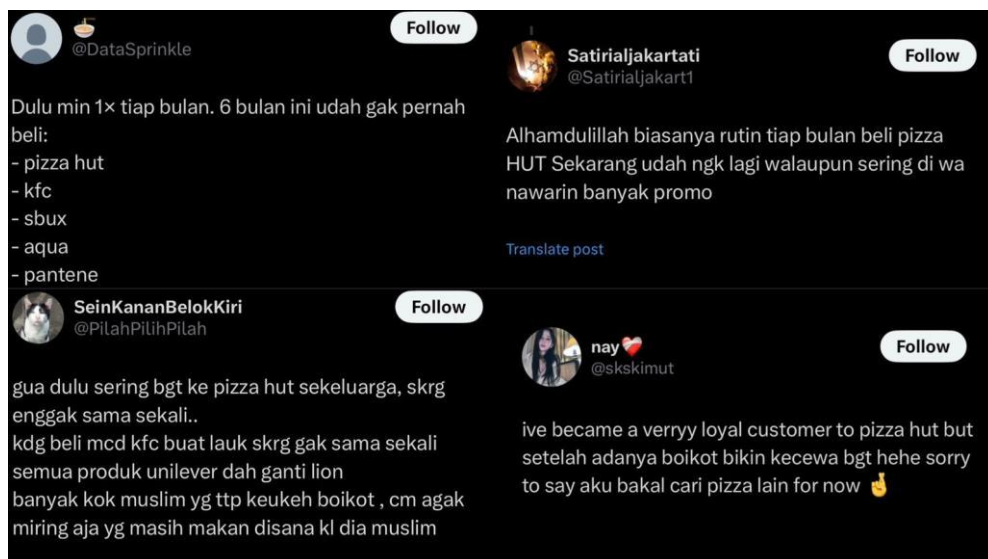 @DataSprinkle
Follow
Dulu min 1× tiap bulan. 6 bulan ini udah gak pernah
beli:
- pizza hut
- kfc
- sbux
- aqua
- pantene
Satirialjakartati
@Satirialjakart1
Follow
Alhamdulillah biasanya rutin tiap bulan beli pizza
HUT Sekarang udah ngk lagi walaupun sering di wa
nawarin banyak promo
Translate post
SeinKananBelokKiri
@PilahPilihPilah
Follow
gua dulu sering bgt ke pizza hut sekeluarga, skrg
enggak sama sekali..
kdg beli mcd kfc buat lauk skrg gak sama sekali
semua produk unilever dah ganti lion
banyak kok muslim yg ttp keukeh boikot , cm agak
miring aja yg masih makan disana kl dia muslim
nay❤️‍🩹
@skskimut
Follow
ive became a verryy loyal customer to pizza hut but
setelah adanya boikot bikin kecewa bgt hehe sorry
to say aku bakal cari pizza lain for now 🤞